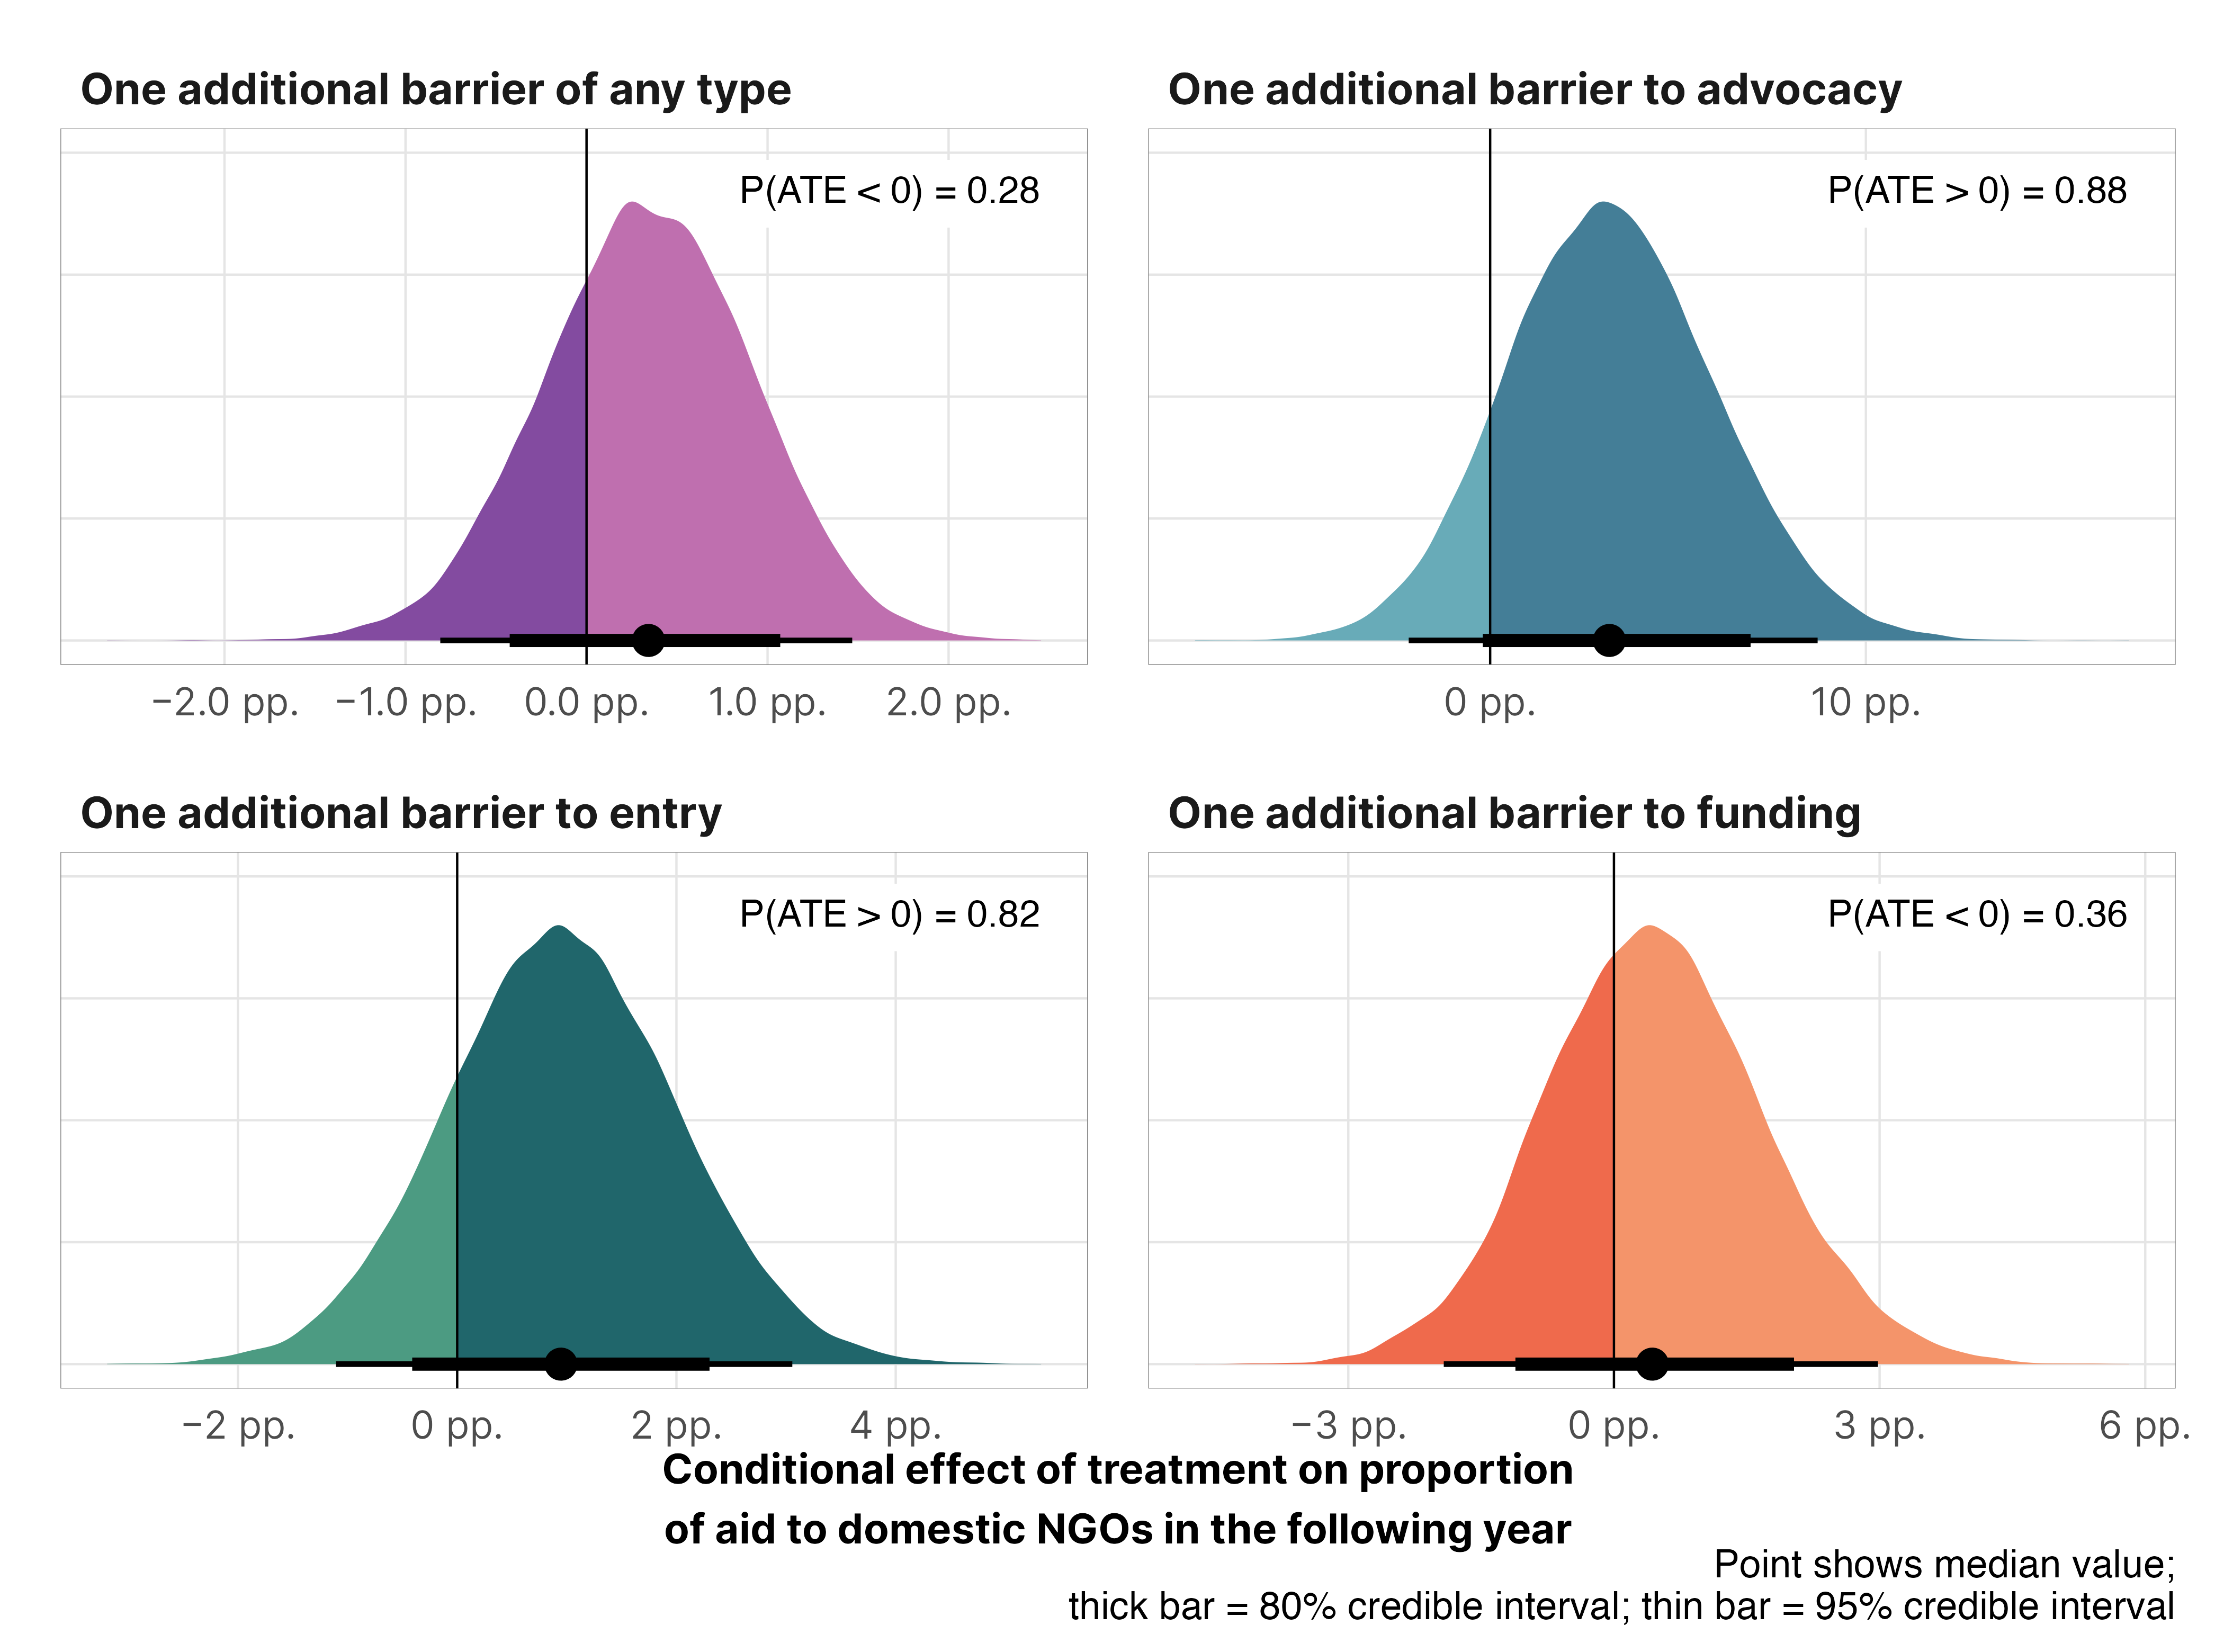 One additional barrier of any type
P(ATE < 0) = 0.28
−2.0 pp. −1.0 pp. 0.0 pp. 1.0 pp. 2.0 pp.
One additional barrier to advocacy
P(ATE > 0) = 0.88
0 pp. 10 pp.
One additional barrier to entry
P(ATE > 0) = 0.82
−2 pp. 0 pp. 2 pp. 4 pp.
One additional barrier to funding
P(ATE < 0) = 0.36
−3 pp. 0 pp. 3 pp. 6 pp.
Conditional effect of treatment on proportion
of aid to domestic NGOs in the following year
Point shows median value;
thick bar = 80% credible interval; thin bar = 95% credible interval